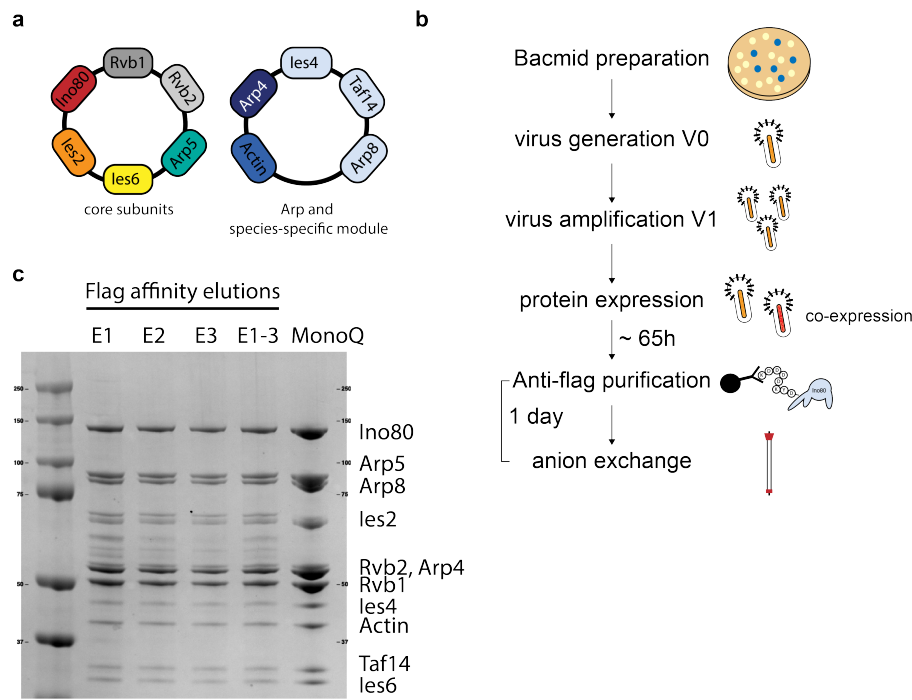 a
Rvb1
Rvb2
Arp5
Ies6
Ies2
Ino80
core subunits
Ies4
Taf14
Arp8
Actin
Arp4
Arp and
species-specific module
b
Bacmid preparation
virus generation V0
virus amplification V1
protein expression
co-expression
~ 65h
Anti-flag purification
Ino80
1 day
anion exchange
c
Flag affinity elutions
E1 E2 E3 E1-3 MonoQ
250
150
100
75
50
37
250
150
100
75
50
37
Ino80
Arp5
Arp8
Ies2
Rvb2, Arp4
Rvb1
Ies4
Actin
Taf14
Ies6